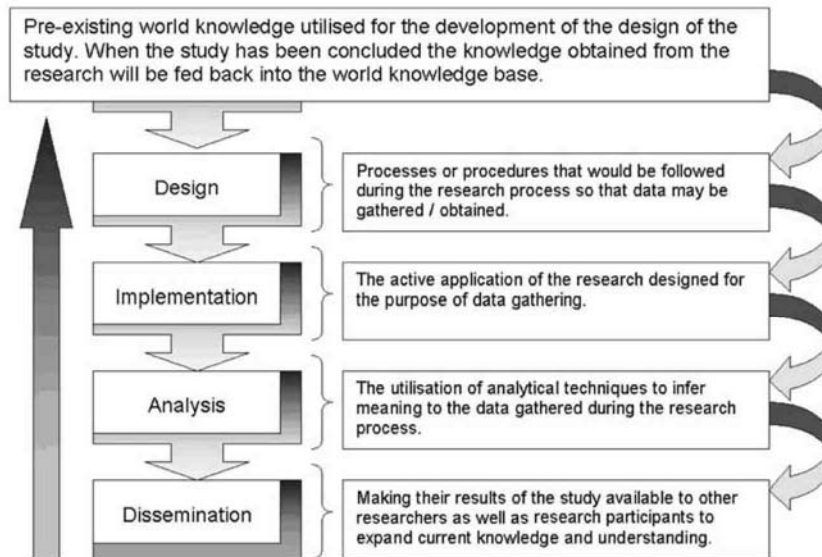 Pre-existing world knowledge utilised for the development of the design of the
study. When the study has been concluded the knowledge obtained from the
research will be fed back into the world knowledge base.
Design
Processes or procedures that would be followed
during the research process so that data may be
gathered / obtained.
Implementation
The active application of the research designed for
the purpose of data gathering.
Analysis
The utilisation of analytical techniques to infer
meaning to the data gathered during the research
process.
Dissemination
Making their results of the study available to other
researchers as well as research participants to
expand current knowledge and understanding.